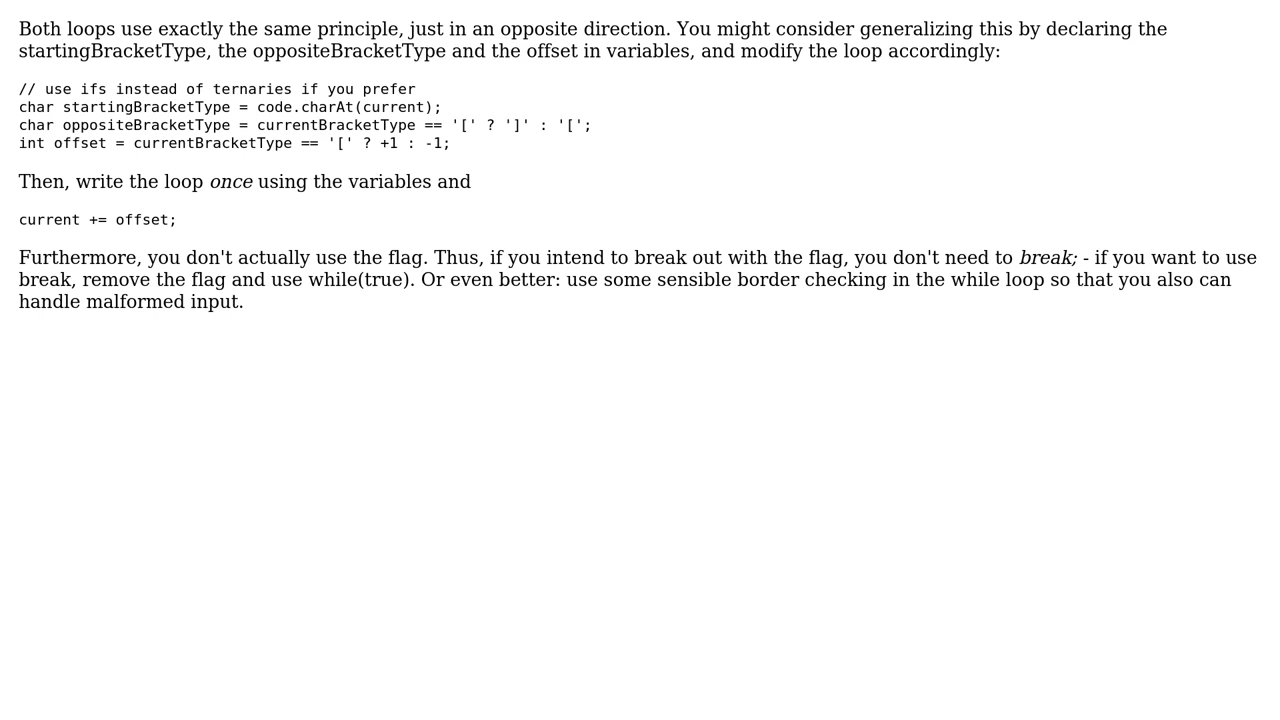 Both loops use exactly the same principle, just in an opposite direction. You might consider generalizing this by declaring the
startingBracketType, the oppositeBracketType and the offset in variables, and modify the loop accordingly:
// use ifs instead of ternaries if you prefer
char startingBracketType = code.charAt(current);
char oppositeBracketType = currentBracketType == '[' ? ']' : '[';
int offset = currentBracketType == '[' ? +1 : -1;
Then, write the loop once using the variables and
current += offset;
Furthermore, you don't actually use the flag. Thus, if you intend to break out with the flag, you don't need to break; - if you want to use
break, remove the flag and use while(true). Or even better: use some sensible border checking in the while loop so that you also can
handle malformed input.